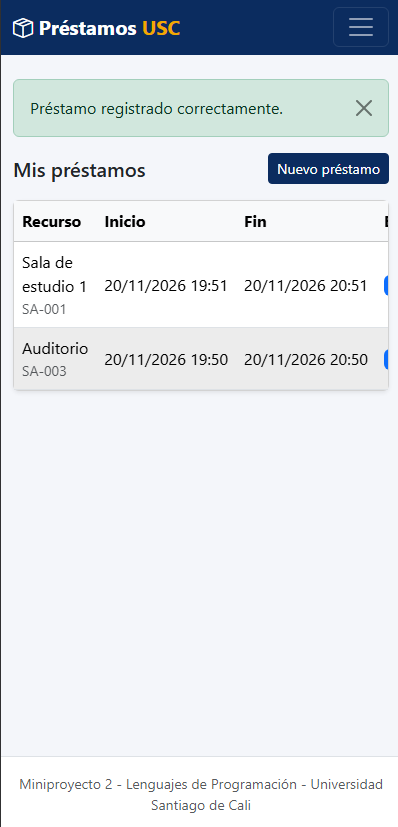 Préstamos USC
Préstamo registrado correctamente.
Mis préstamos
Nuevo préstamo
Recurso Inicio Fin
Sala de
estudio 1
SA-001
20/11/2026 19:51 20/11/2026 20:51
Auditorio
SA-003
20/11/2026 19:50 20/11/2026 20:50
Miniproyecto 2 - Lenguajes de Programación - Universidad
Santiago de Cali